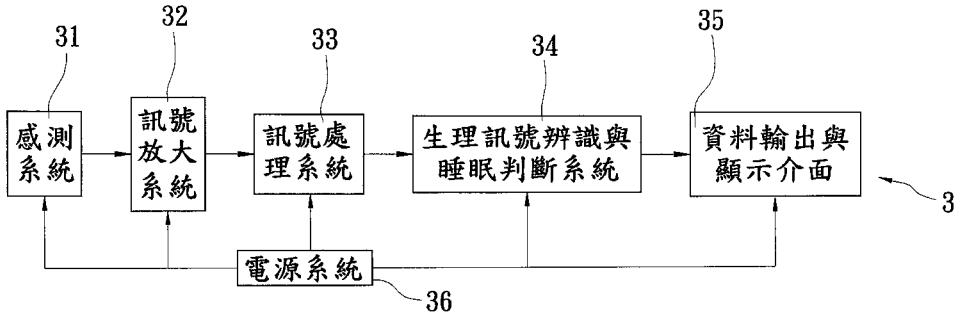 31
32
33
34
35
感測
系統
訊號
放大
系統
訊號處
理系統
生理訊號辨識與
睡眠判斷系統
資料輸出與
顯示介面
3
電源系統
36